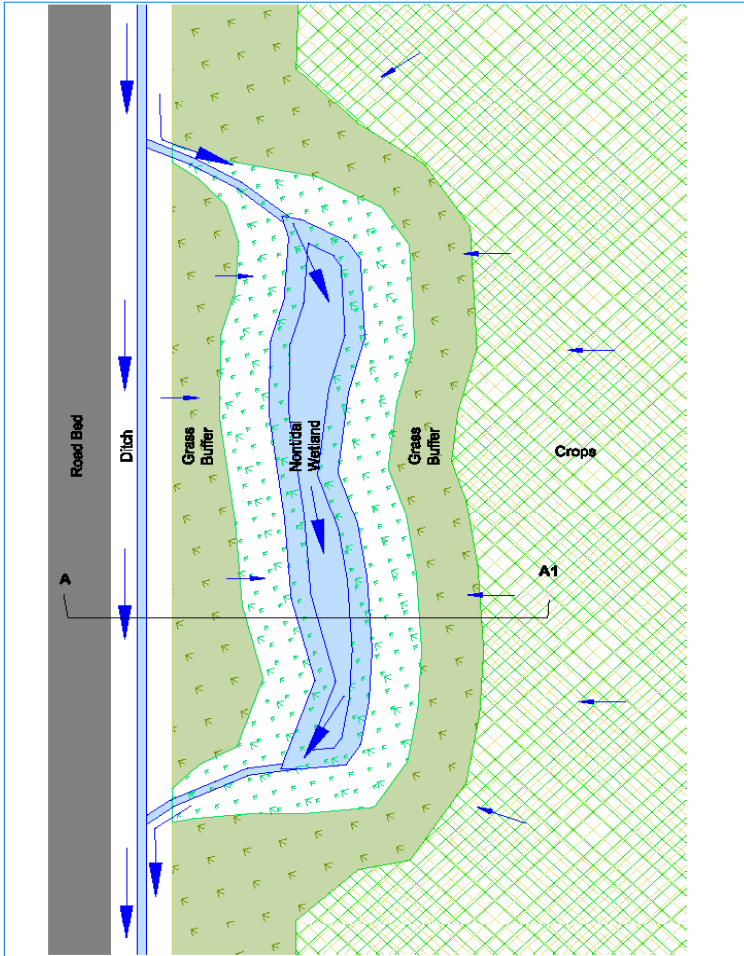 Road Bed
Ditch
Grass
Buffer
Nontidal
Wetland
Grass
Buffer
Crops
A
A1